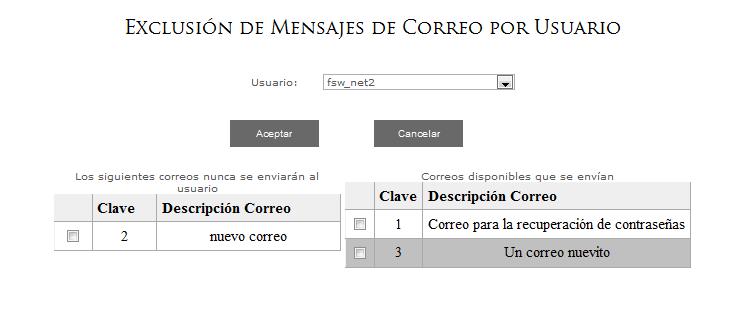 Exclusión de Mensajes de Correo por Usuario
Usuario: fsw_net2
Aceptar Cancelar
Los siguientes correos nunca se enviarán al
usuario
Clave Descripción Correo
2 nuevo correo
Correos disponibles que se envían
Clave Descripción Correo
1 Correo para la recuperación de contraseñas
3 Un correo nuevito